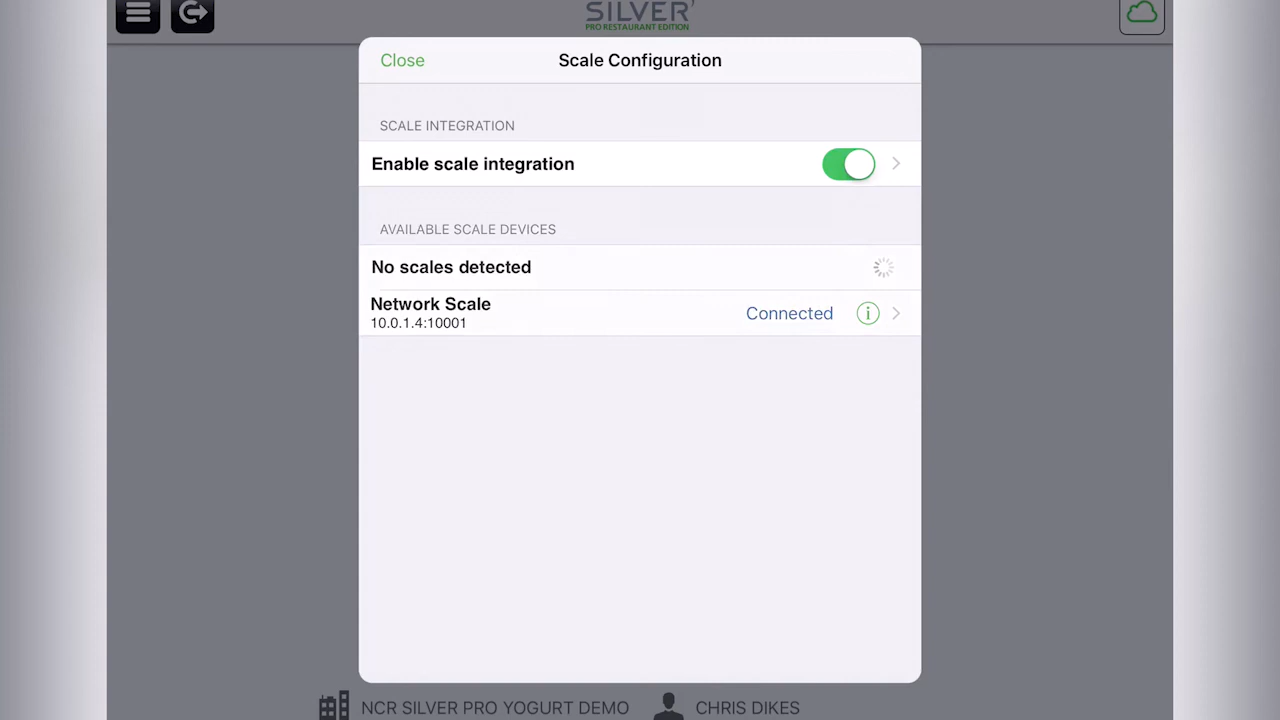 SILVER
PRO RESTAURANT EDITION
Close
Scale Configuration
SCALE INTEGRATION
Enable scale integration
AVAILABLE SCALE DEVICES
No scales detected
Network Scale
Connected
10.0.1.4:10001
NCR SILVER PRO YOGURT DEMO
CHRIS DIKES